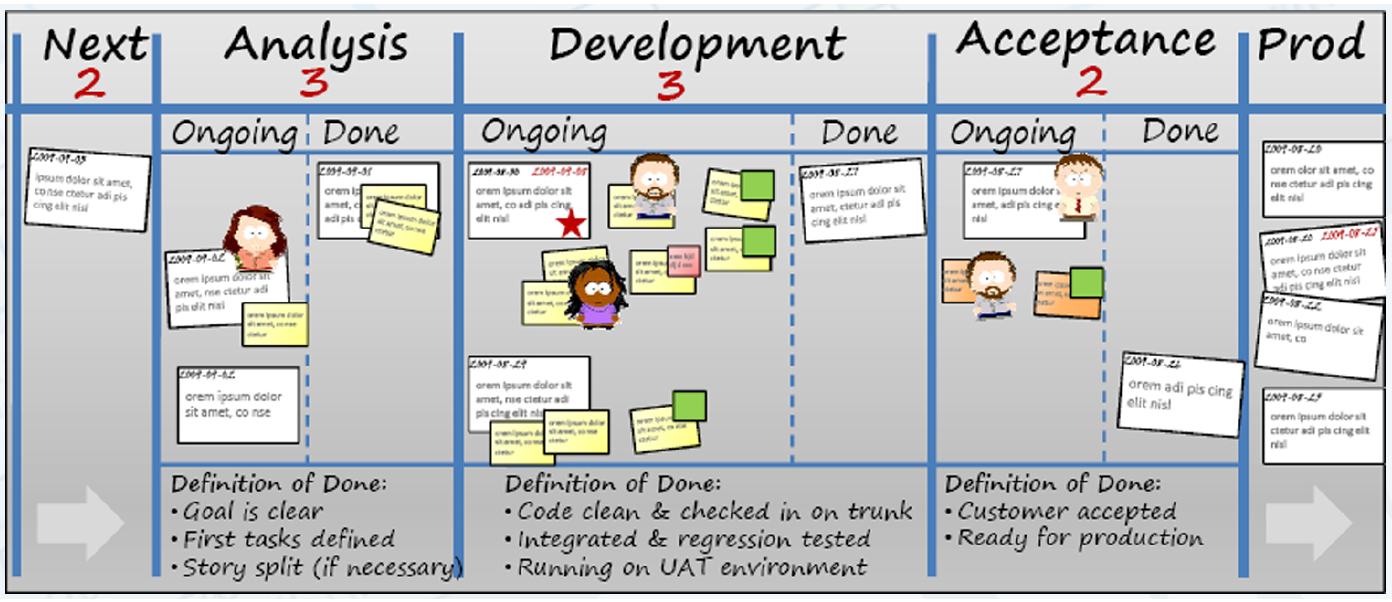 Next
2
Analysis
3
Development
3
Acceptance
2
Prod
Ongoing
Done
Ongoing
Done
Ongoing
Done
2009-09-03
ipsum dolor sit amet,
co nse ctetur adi pis
cing elit nisl
2009-09-02
orem ipsum dolor sit
amet, nse ctetur adi
pis elit nisl
orem ipsum dolor
sit amet, co nse
ctetur
2009-09-02
orem ipsum dolor
sit amet, co nse
2009-09-01
orem
amet, c
adi pis
2009-08-30
2009-09-08
orem ipsum dolor sit
amet, co adi pis cing
elit nisl
2009-08-29
orem ipsum dolor sit
amet, nse ctetur adi
pis cing elit nisl
2009-08-27
orem ipsum dolor sit
amet, ctetur adi pis
cing elit nisl
2009-08-27
orem ipsum dolor
amet, adi pis cing e
elit nisl
2009-08-26
orem adi pis cing
elit nisl
2009-08-20
orem olor sit amet, co
nse ctetur adi pis cing
elit nisl
2009-08-20
orem ipsum dolor sit
amet, co ctetur adi pis
cing elit nisl
2009-08-22
orem ipsum dolor sit
amet, co
orem ipsum dolor sit
ctetur adi pis cing elit
nisl
Definition of Done:
• Goal is clear
• First tasks defined
• Story split (if necessary)
Definition of Done:
• Code clean & checked in on trunk
• Integrated & regression tested
• Running on UAT environment
Definition of Done:
• Customer accepted
• Ready for production